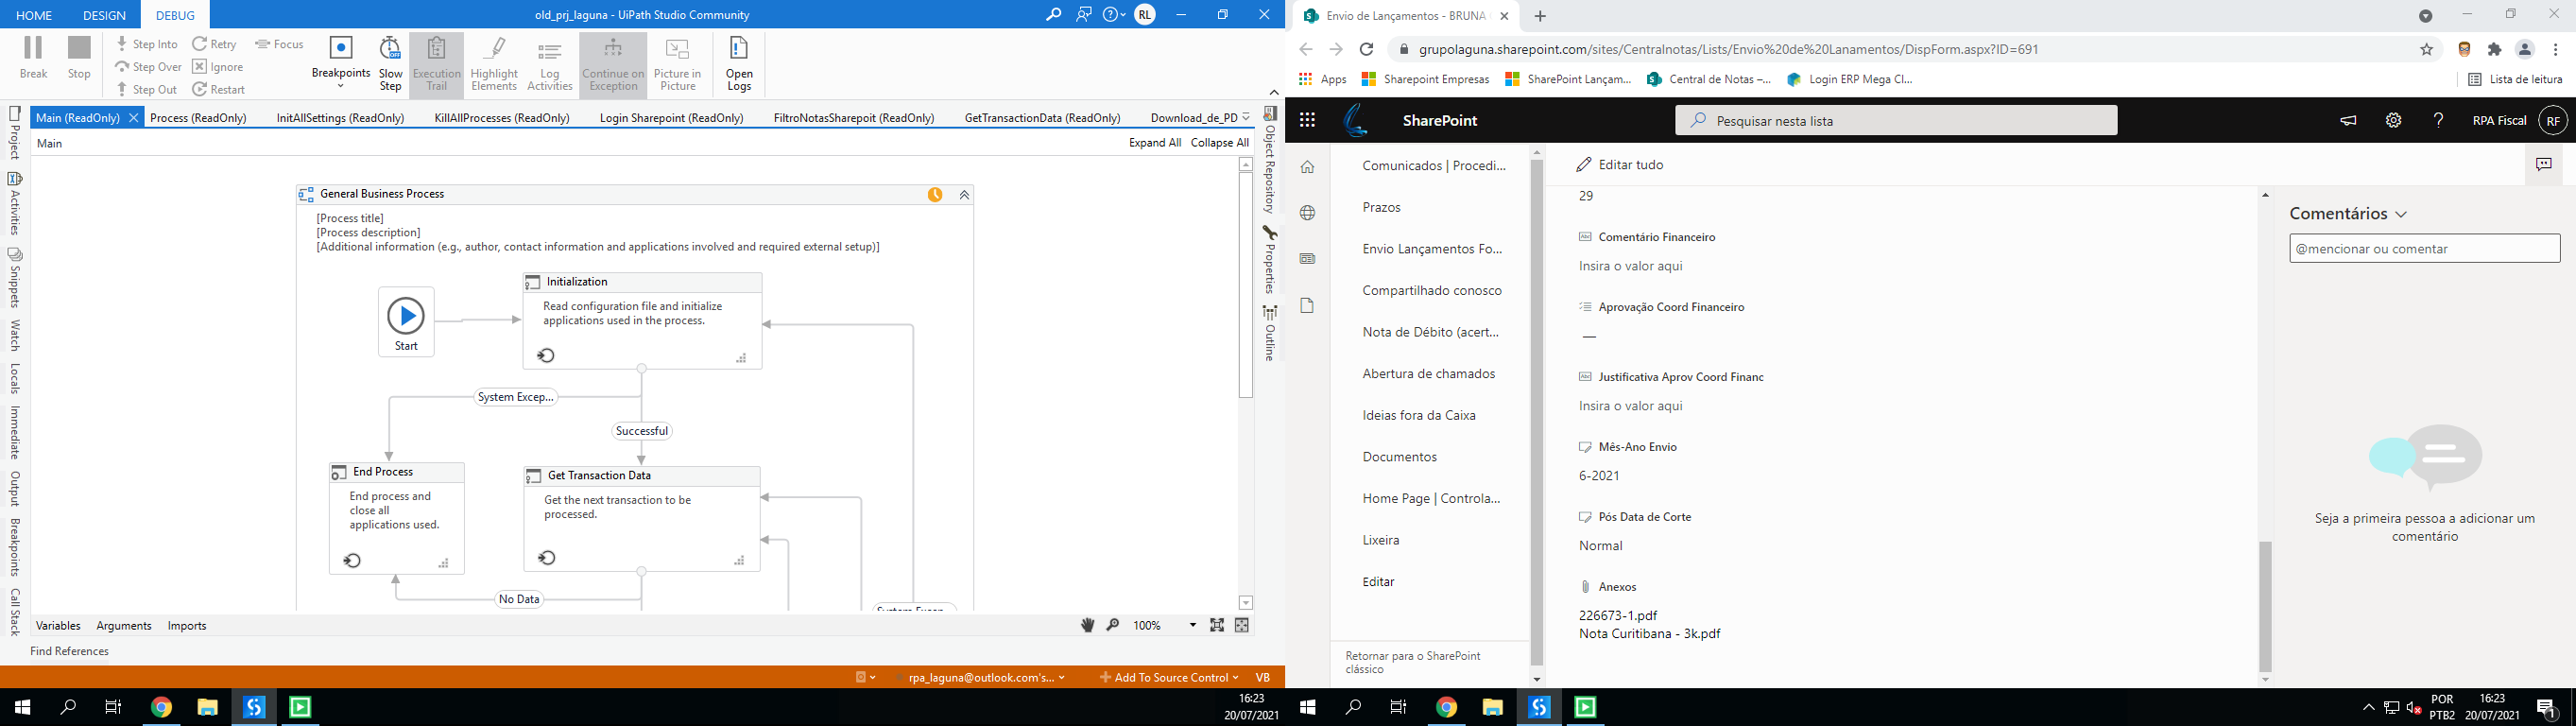 HOME
DESIGN
DEBUG
old_prj_laguna - UiPath Studio Community
RL
Break
Stop
Step Into
Step Over
Step Out
Retry
Ignore
Restart
Focus
Breakpoints
Slow Step
Execution Trail
Highlight Elements
Log Activities
Continue on Exception
Picture in Picture
Open Logs
Main (ReadOnly)
Process (ReadOnly)
InitAllSettings (ReadOnly)
KillAllProcesses (ReadOnly)
Login Sharepoint (ReadOnly)
FiltroNotasSharepoit (ReadOnly)
GetTransactionData (ReadOnly)
Download_de_PD
Main
Expand All
Collapse All
Project
Activities
Snippets
Watch
Locals
Immediate
Output
Breakpoints
Call Stack
Object Repository
Properties
Outline
General Business Process
[Process title]
[Process description]
[Additional information (e.g., author, contact information and applications involved and required external setup)]
Start
Initialization
Read configuration file and initialize
applications used in the process.
System Excep...
Successful
End Process
End process and
close all
applications used.
Get Transaction Data
Get the next transaction to be
processed.
No Data
System Excep...
Variables
Arguments
Imports
100%
Find References
rpa_laguna@outlook.com's...
Add To Source Control
VB
16:23
20/07/2021
Envio de Lançamentos - BRUNA
grupolaguna.sharepoint.com/sites/Centralnotas/Lists/Envio%20de%20Lanamentos/DispForm.aspx?ID=691
Apps
Sharepoint Empresas
SharePoint Lançam...
Central de Notas –...
Login ERP Mega Cl...
Lista de leitura
SharePoint
Pesquisar nesta lista
RPA Fiscal
RF
Comunicados | Procedi...
Prazos
Envio Lançamentos Fo...
Compartilhado conosco
Nota de Débito (acert...
Abertura de chamados
Ideias fora da Caixa
Documentos
Home Page | Controla...
Lixeira
Editar
Retornar para o SharePoint
clássico
Editar tudo
29
Comentário Financeiro
Insira o valor aqui
Aprovação Coord Financeiro
—
Justificativa Aprov Coord Financ
Insira o valor aqui
Mês-Ano Envio
6-2021
Pós Data de Corte
Normal
Anexos
226673-1.pdf
Nota Curitibana - 3k.pdf
Comentários
@mencionar ou comentar
Seja a primeira pessoa a adicionar um
comentário
POR
PTB2
16:23
20/07/2021
1